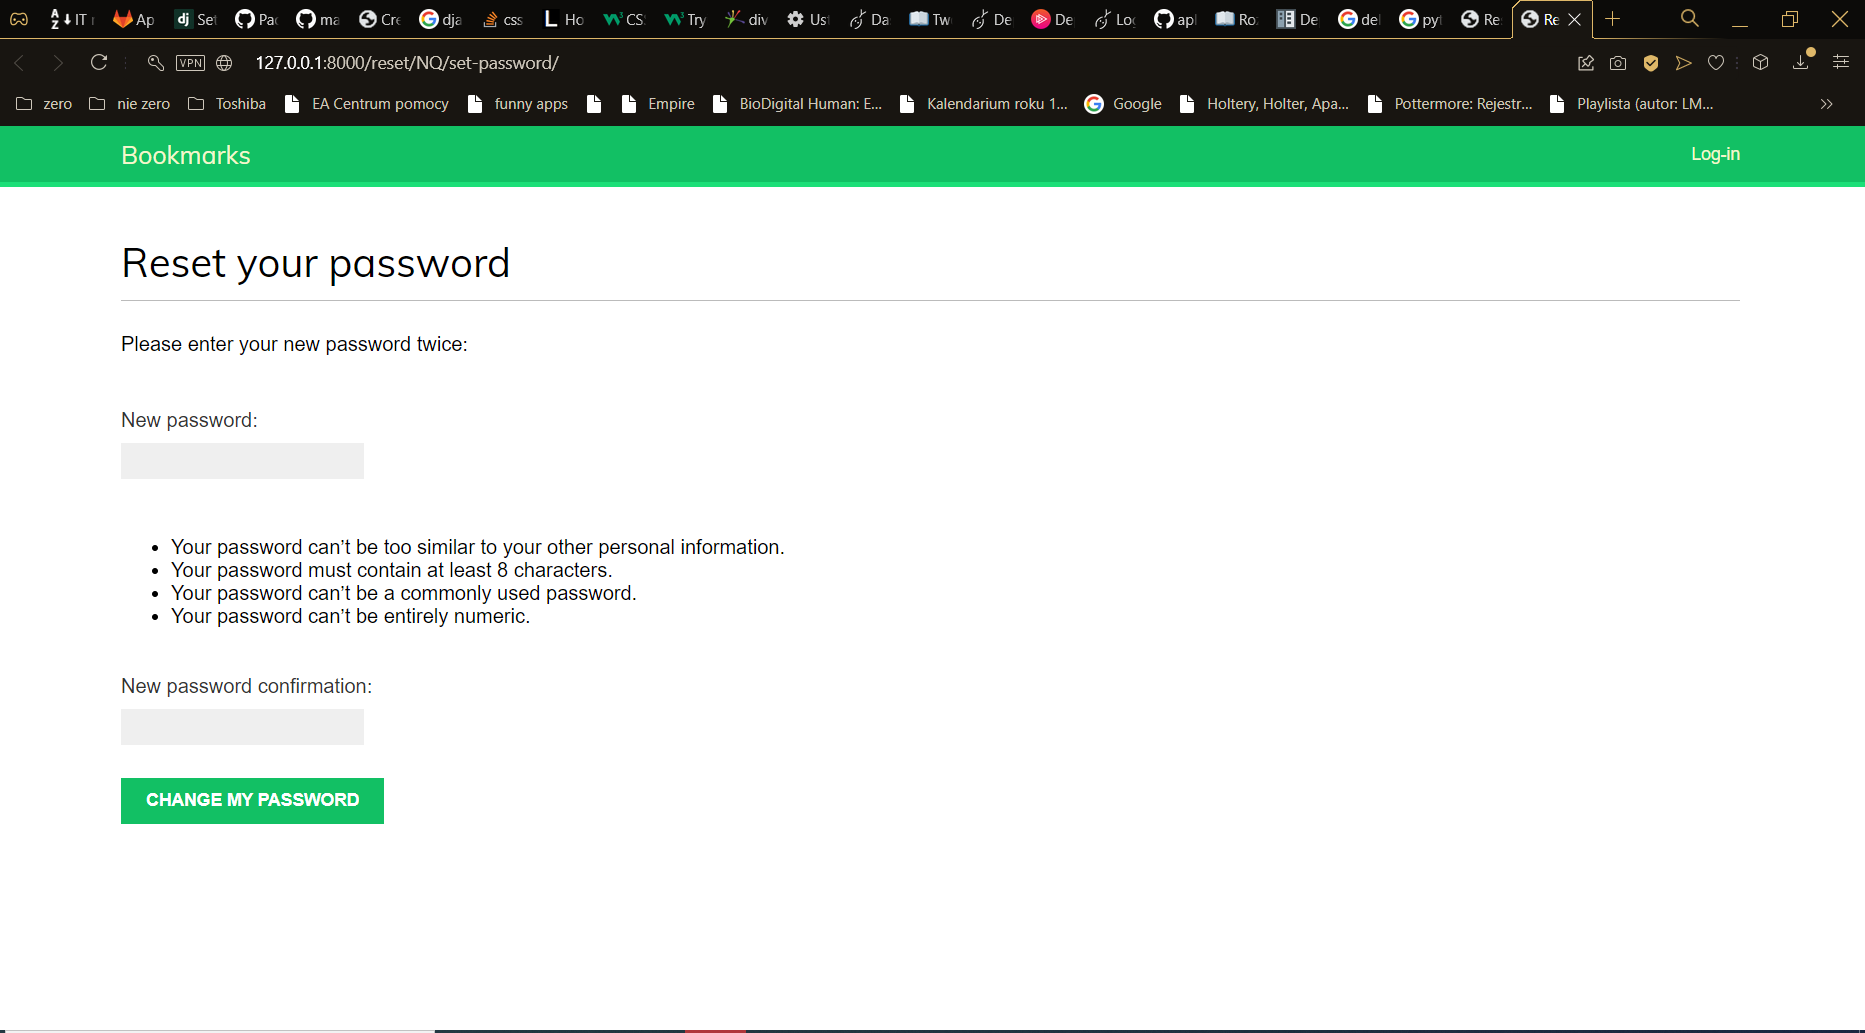 IT Ap dj Set Pac ma Cre dja css L Ho CS Try div Ust Da Tw De De Loc apl Ro De del pyt Re Re
VPN 127.0.0.1:8000/reset/NQ/set-password/
zero nie zero Toshiba EA Centrum pomocy funny apps Empire BioDigital Human: E... Kalendarium roku 1... Google Holtery, Holter, Apa... Pottermore: Rejestr... Playlista (autor: LM...
Bookmarks Log-in
Reset your password
Please enter your new password twice:
New password:
Your password can’t be too similar to your other personal information.
Your password must contain at least 8 characters.
Your password can’t be a commonly used password.
Your password can’t be entirely numeric.
New password confirmation:
CHANGE MY PASSWORD